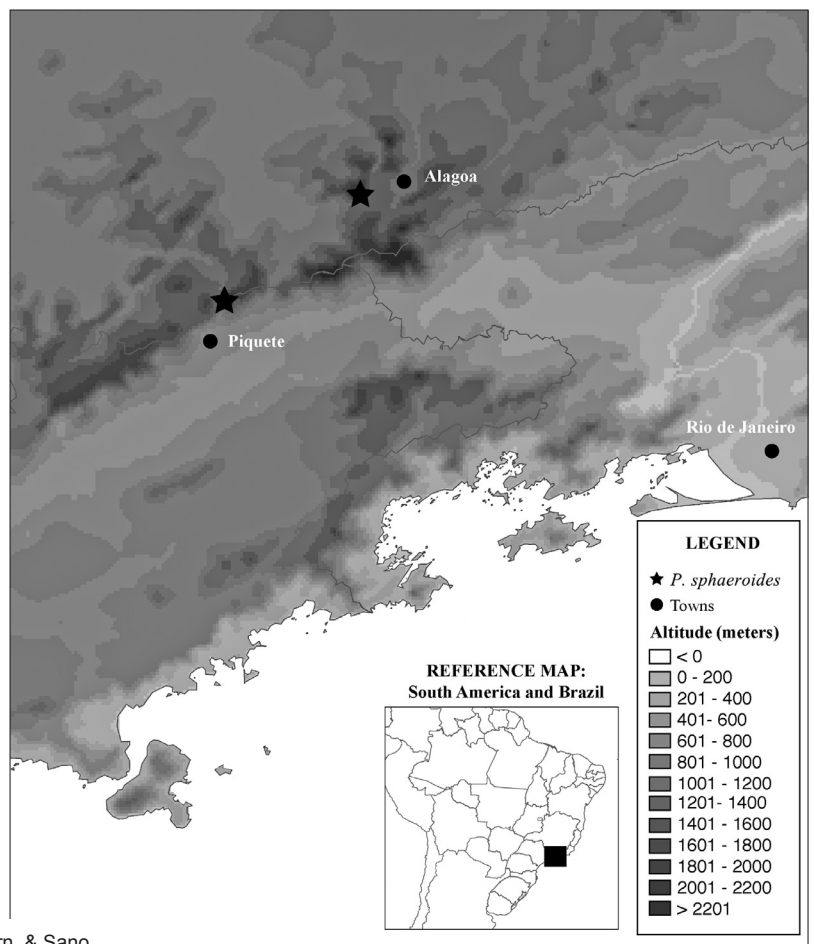 Alagoa
Piquete
Rio de Janeiro
LEGEND
P. sphaeroides
Towns
Altitude (meters)
< 0
0 - 200
201 - 400
401- 600
601 - 800
801 - 1000
1001 - 1200
1201- 1400
1401 - 1600
1601 - 1800
1801 - 2000
2001 - 2200
> 2201
REFERENCE MAP:
South America and Brazil
& Sano